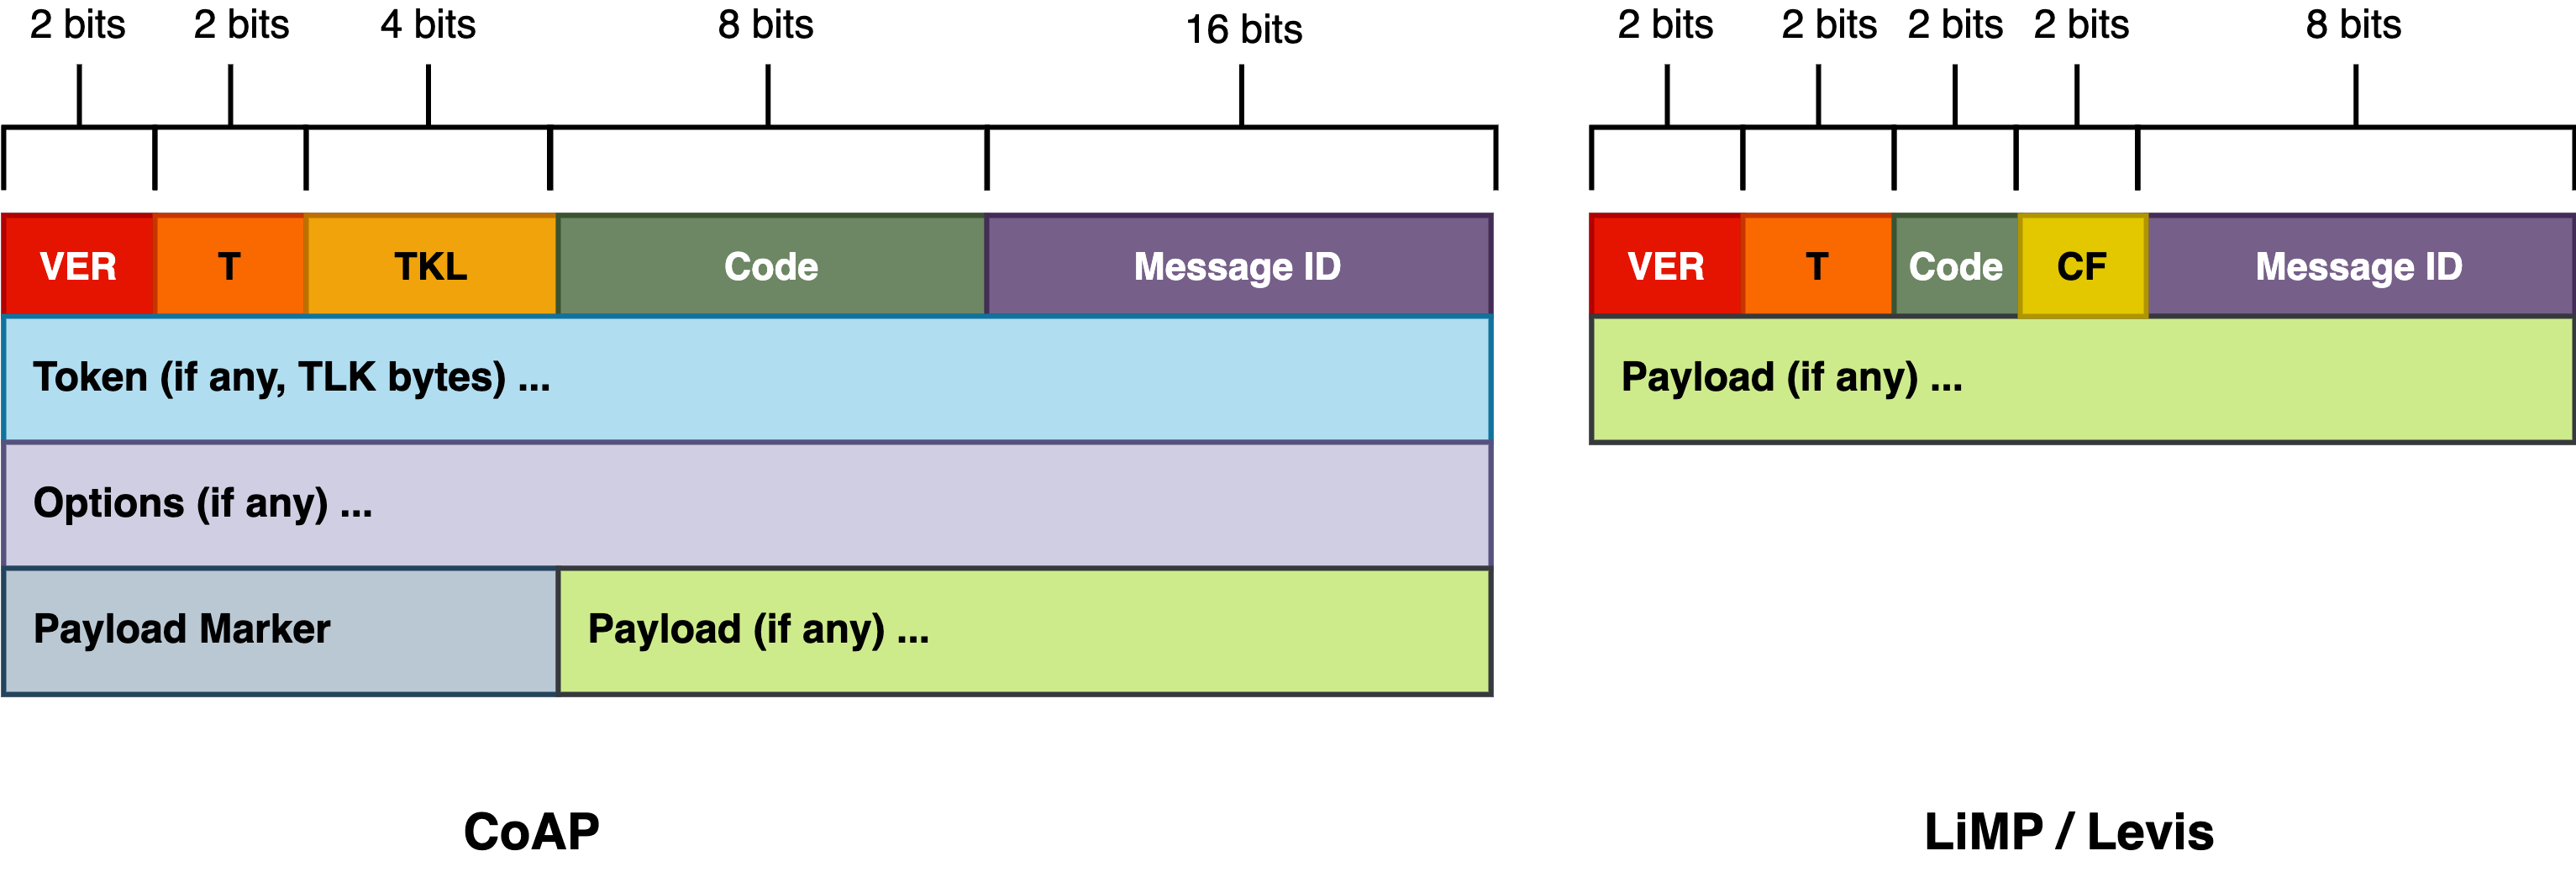 2 bits 2 bits 4 bits 8 bits 16 bits
VER T TKL Code Message ID
Token (if any, TLK bytes) ...
Options (if any) ...
Payload Marker Payload (if any) ...
CoAP
2 bits 2 bits 2 bits 2 bits 8 bits
VER T Code CF Message ID
Payload (if any) ...
LiMP / Levis